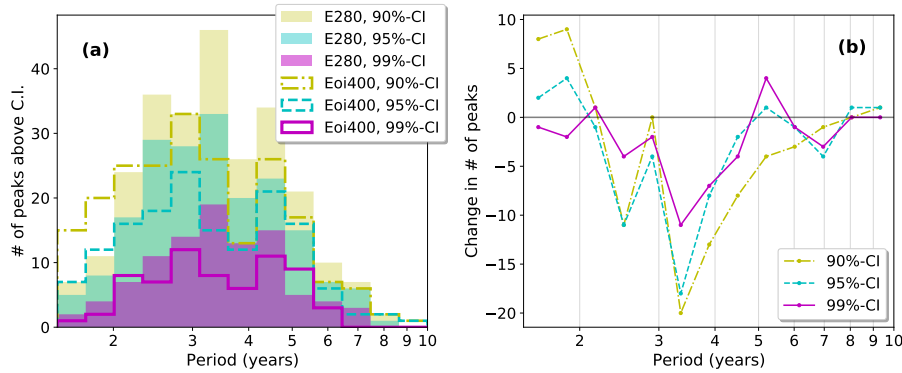 (a)
E280, 90%-CI
E280, 95%-CI
E280, 99%-CI
Eoi400, 90%-CI
Eoi400, 95%-CI
Eoi400, 99%-CI
# of peaks above C.I.
40
30
20
10
0
2 3 4 5 6 7 8 9 10
Period (years)
(b)
Change in # of peaks
10
5
0
−5
−10
−15
−20
90%-CI
95%-CI
99%-CI
2 3 4 5 6 7 8 9 10
Period (years)